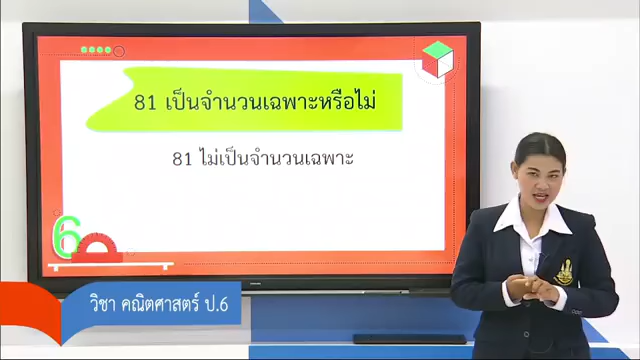 81 เป็นจำนวนเฉพาะหรือไม่
81 ไม่เป็นจำนวนเฉพาะ
6
วิชา คณิตศาสตร์ ป.6